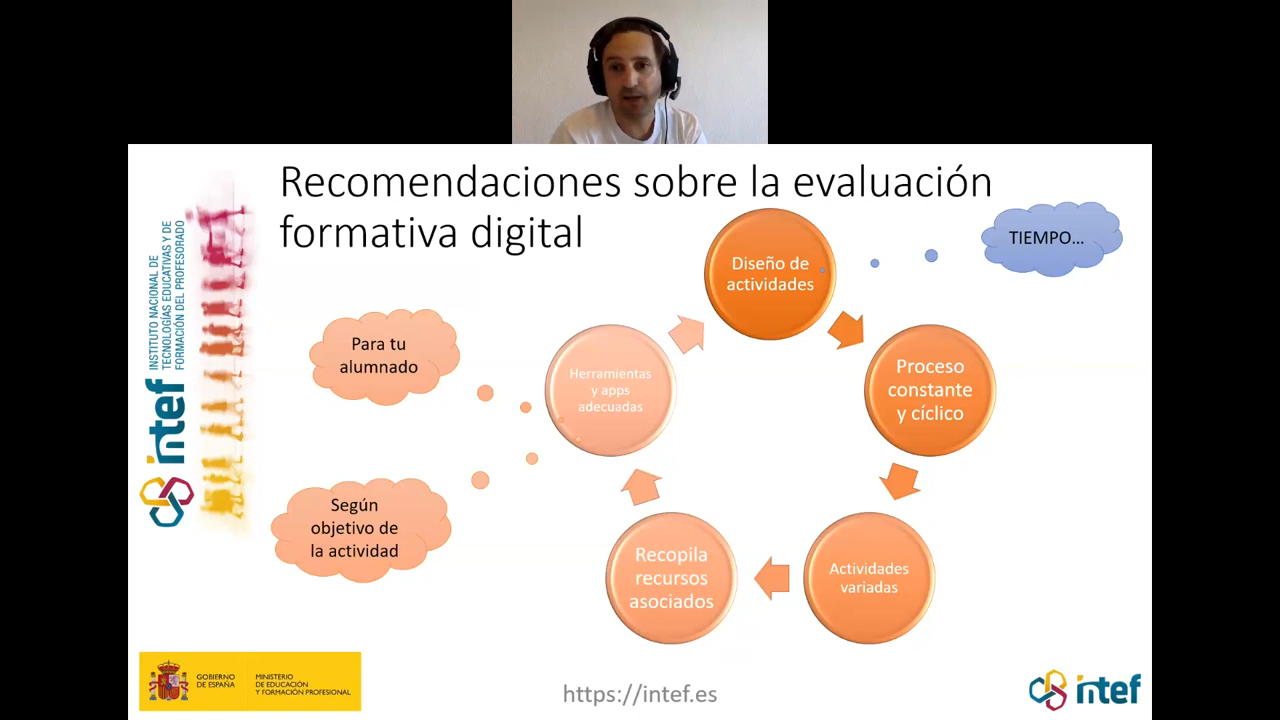 Recomendaciones sobre la evaluación
formativa digital
TIEMPO...
Diseño de
actividades
Proceso
constante
y cíclico
Actividades
variadas
Recopila
recursos
asociados
Herramientas
y apps
adecuadas
Para tu
alumnado
Según
objetivo de
la actividad
intef
INSTITUTO NACIONAL DE
TECNOLOGÍAS EDUCATIVAS Y DE
FORMACIÓN DEL PROFESORADO
GOBIERNO
DE ESPAÑA
MINISTERIO
DE EDUCACIÓN
Y FORMACIÓN PROFESIONAL
https://intef.es
intef